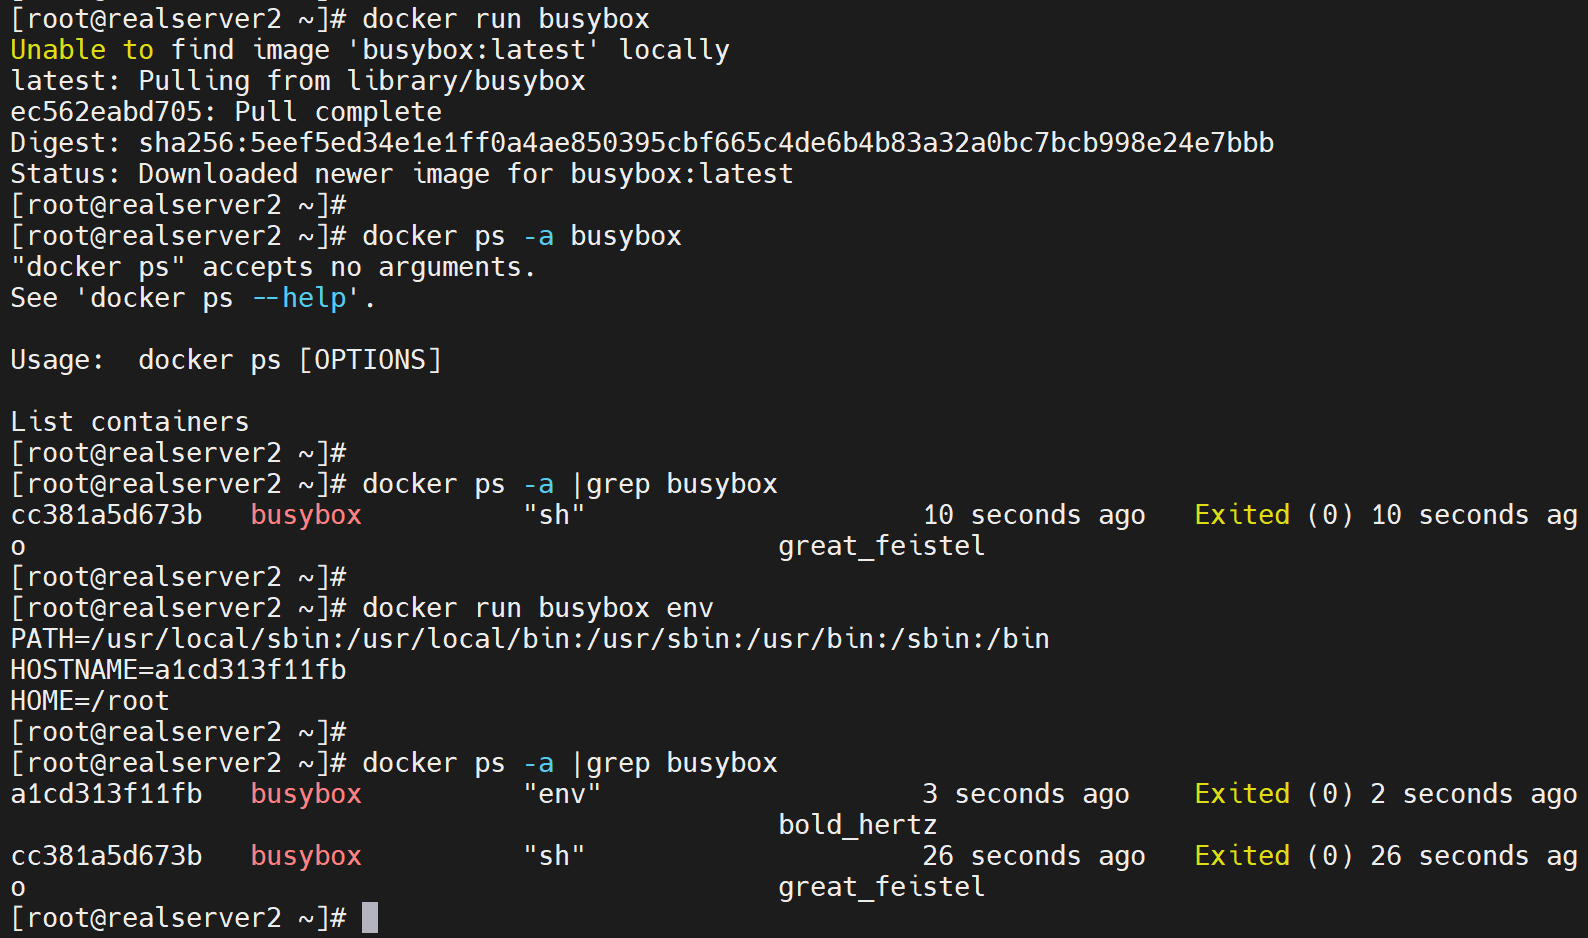 [root@realserver2 ~]# docker run busybox
Unable to find image 'busybox:latest' locally
latest: Pulling from library/busybox
ec562eabd705: Pull complete
Digest: sha256:5eef5ed34e1e1ff0a4ae850395cbf665c4de6b4b83a32a0bc7bcb998e24e7bbb
Status: Downloaded newer image for busybox:latest
[root@realserver2 ~]#
[root@realserver2 ~]# docker ps -a busybox
"docker ps" accepts no arguments.
See 'docker ps --help'.

Usage:  docker ps [OPTIONS]

List containers
[root@realserver2 ~]#
[root@realserver2 ~]# docker ps -a |grep busybox
cc381a5d673b   busybox          "sh"                     10 seconds ago   Exited (0) 10 seconds ag
o                                               great_feistel
[root@realserver2 ~]#
[root@realserver2 ~]# docker run busybox env
PATH=/usr/local/sbin:/usr/local/bin:/usr/sbin:/usr/bin:/sbin:/bin
HOSTNAME=a1cd313f11fb
HOME=/root
[root@realserver2 ~]#
[root@realserver2 ~]# docker ps -a |grep busybox
a1cd313f11fb   busybox          "env"                    3 seconds ago    Exited (0) 2 seconds ago
                                                bold_hertz
cc381a5d673b   busybox          "sh"                     26 seconds ago   Exited (0) 26 seconds ag
o                                               great_feistel
[root@realserver2 ~]#